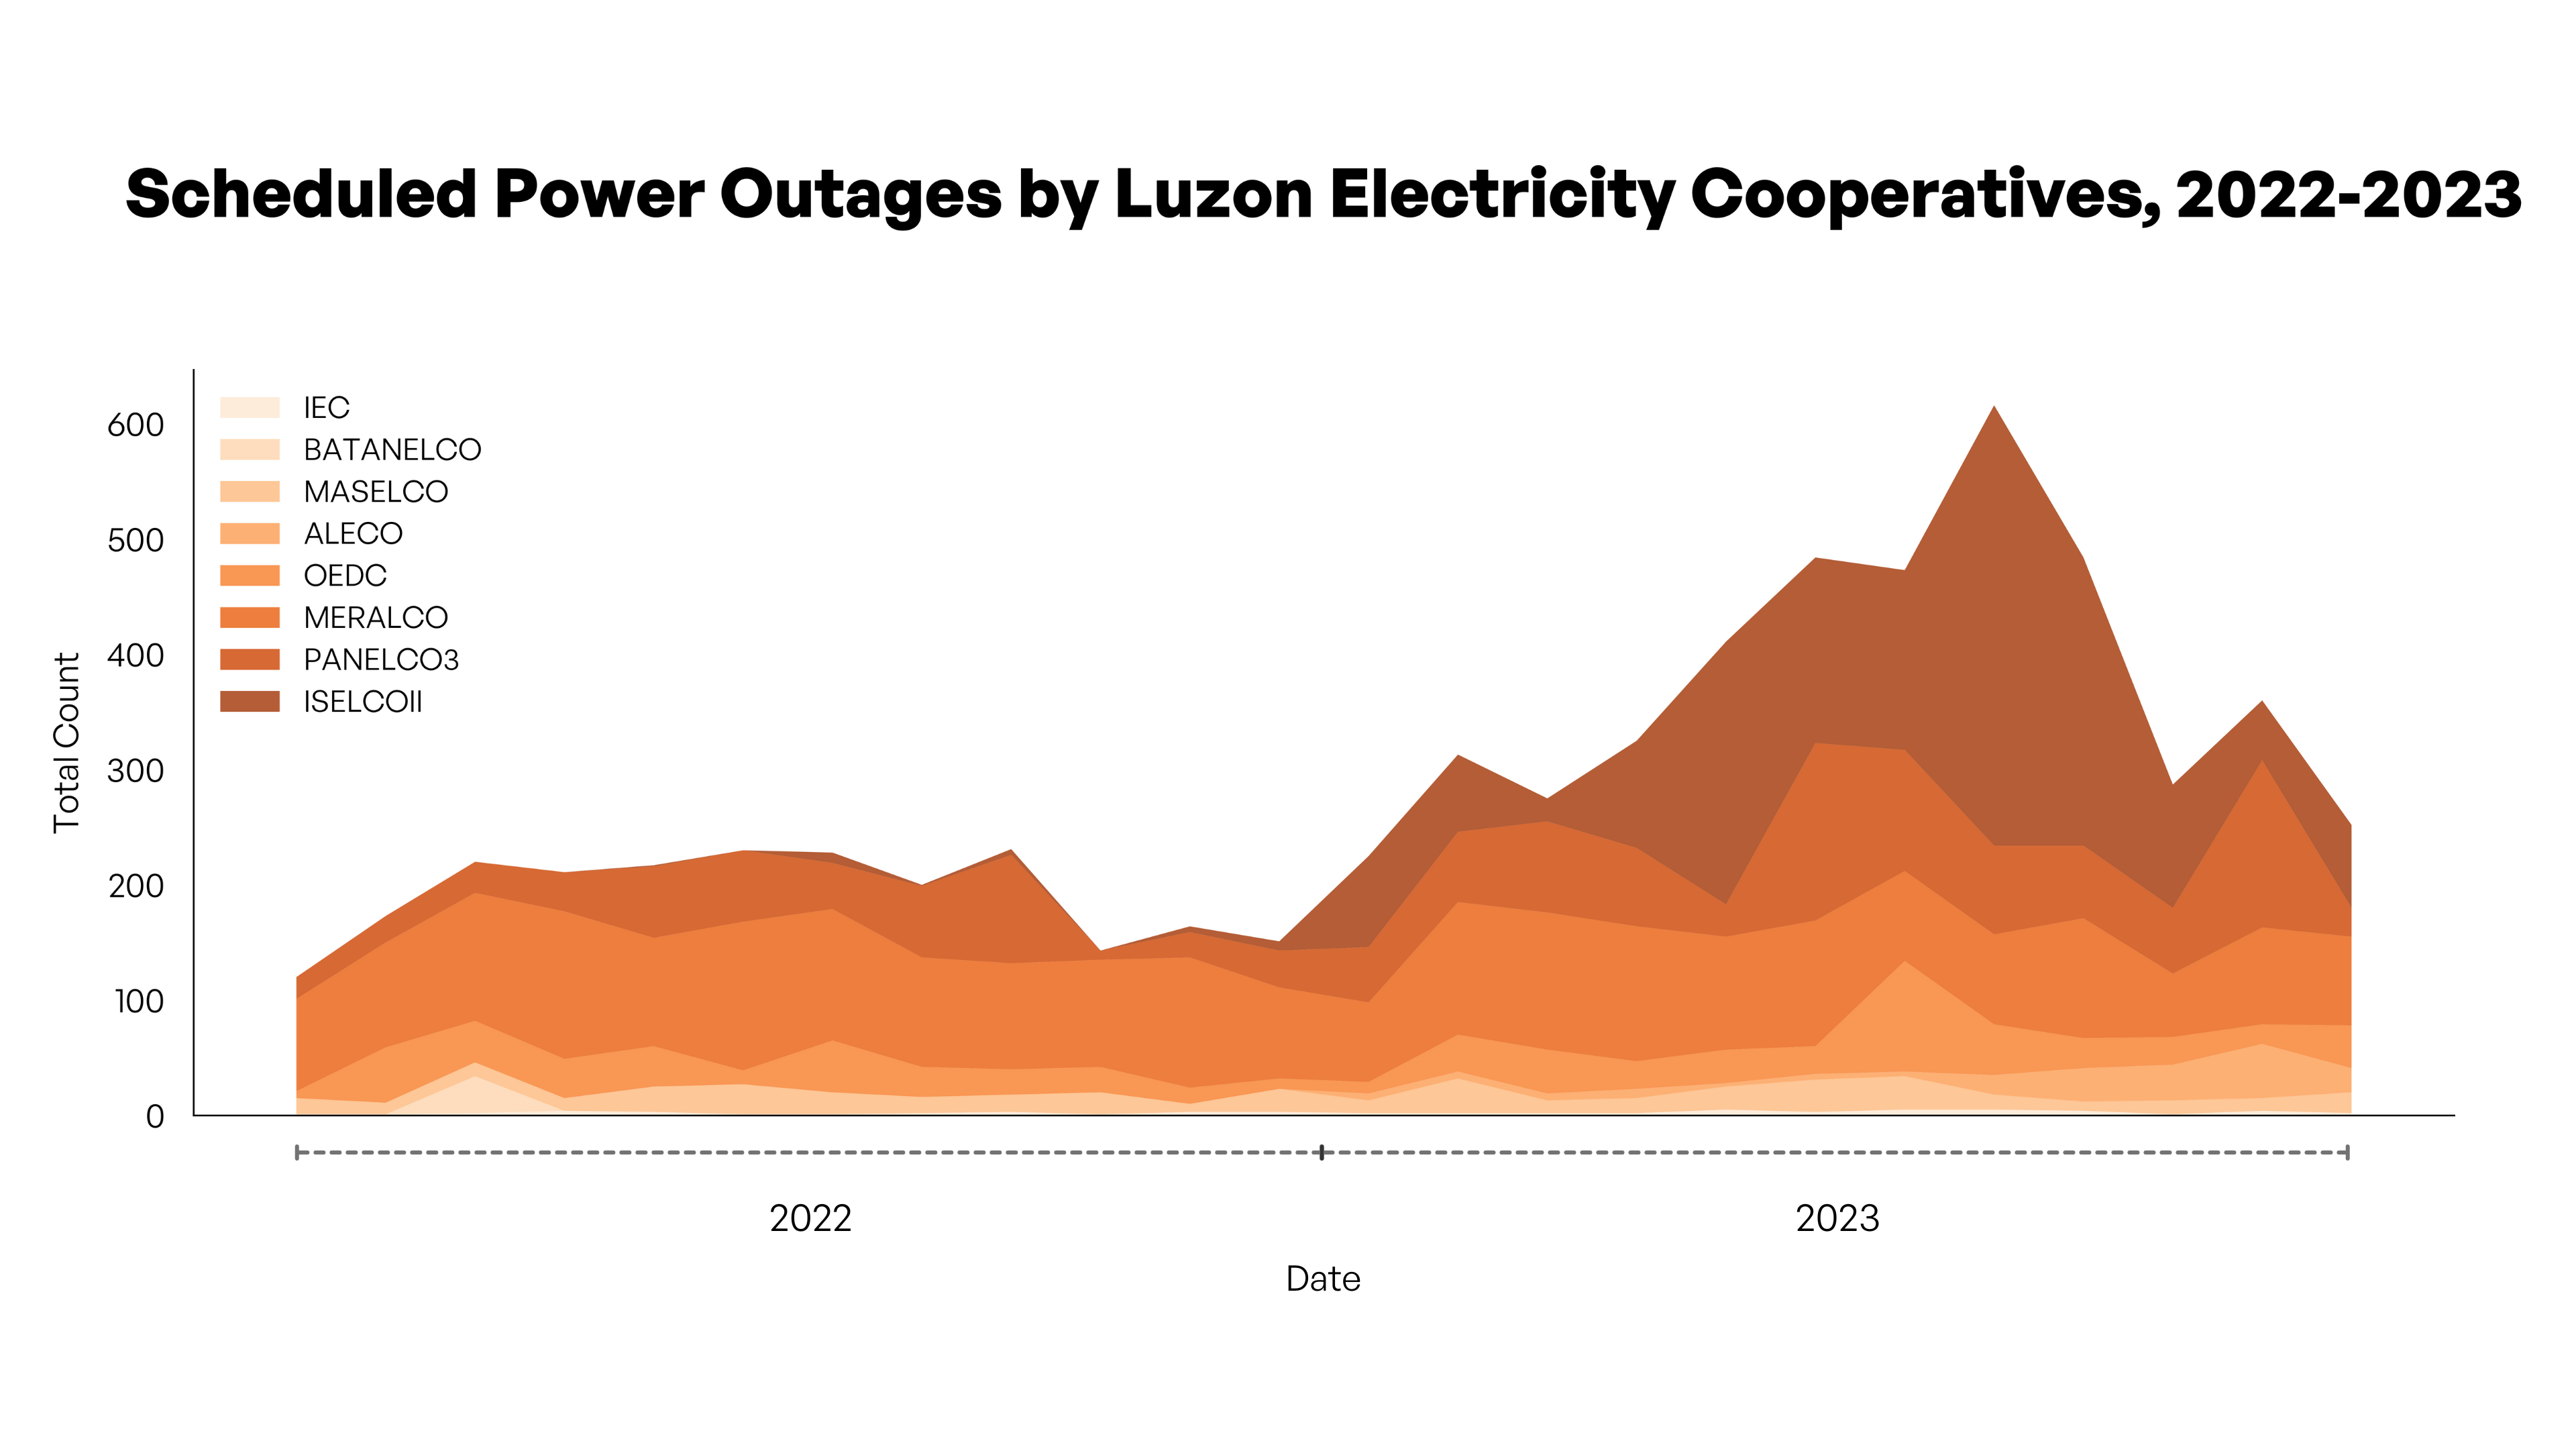 Scheduled Power Outages by Luzon Electricity Cooperatives, 2022-2023
IEC
BATANELCO
MASELCO
ALECO
OEDC
MERALCO
PANELCO3
ISELCOII
Total Count
600
500
400
300
200
100
0
2022
2023
Date